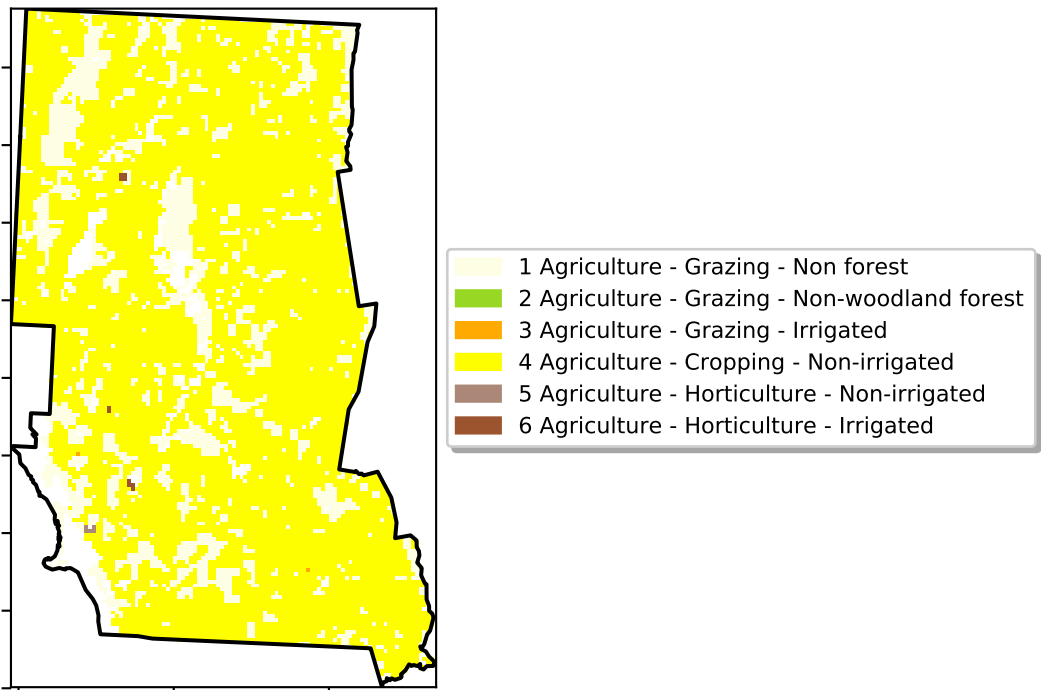 1 Agriculture - Grazing - Non forest
2 Agriculture - Grazing - Non-woodland forest
3 Agriculture - Grazing - Irrigated
4 Agriculture - Cropping - Non-irrigated
5 Agriculture - Horticulture - Non-irrigated
6 Agriculture - Horticulture - Irrigated